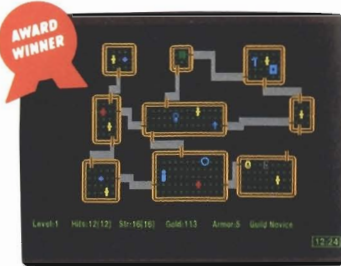 AWARD
WINNER
Level:1 Hits:12[12] Str:16[16] Gold:113 Armor:5 Guild Novice
12:24